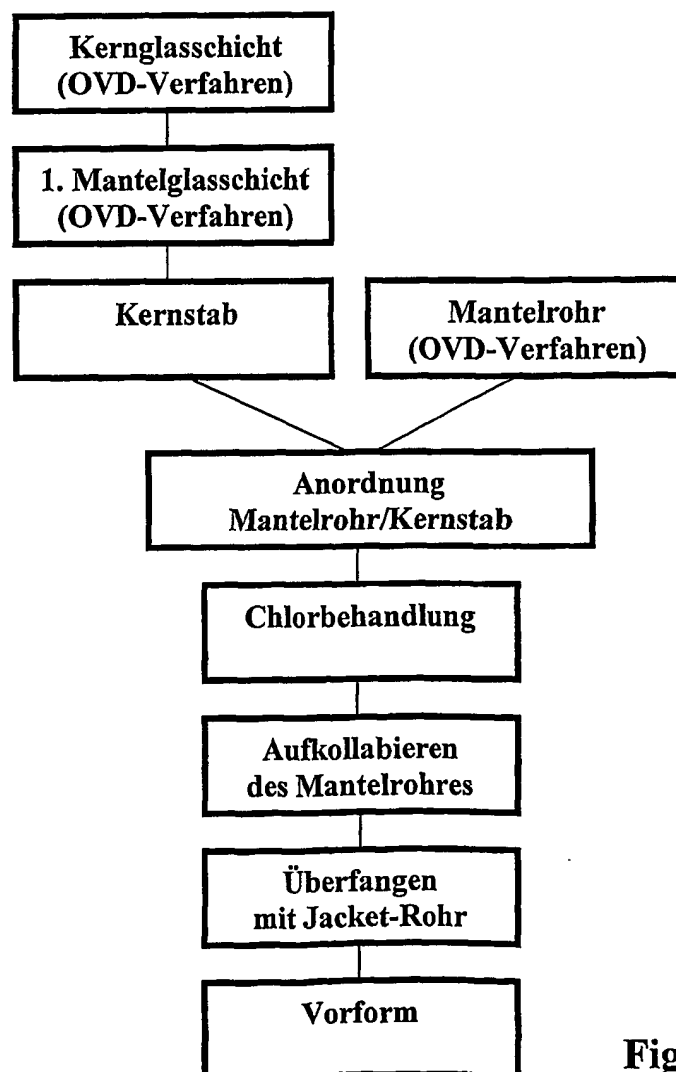 Kernglasschicht
(OVD-Verfahren)
1. Mantelglasschicht
(OVD-Verfahren)
Kernstab
Mantelrohr
(OVD-Verfahren)
Anordnung
Mantelrohr/Kernstab
Chlorbehandlung
Aufkollabieren
des Mantelrohres
Überfangen
mit Jacket-Rohr
Vorform
Fig